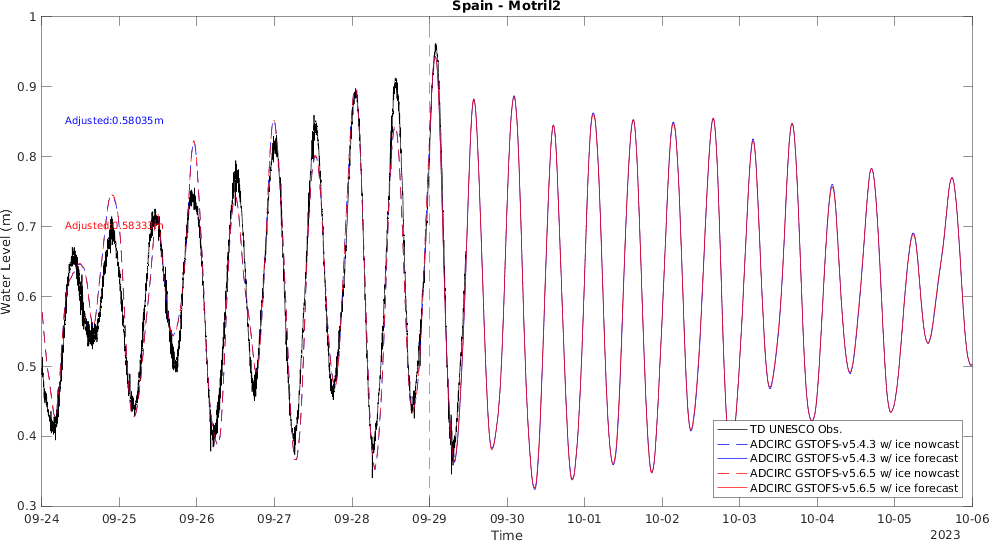 Spain - Motril2
Water Level (m)
1
0.9
0.8
0.7
0.6
0.5
0.4
0.3
Adjusted:0.58035m
Adjusted:0.58333m
TD UNESCO Obs.
ADCIRC GSTOFS-v5.4.3 w/ ice nowcast
ADCIRC GSTOFS-v5.4.3 w/ ice forecast
ADCIRC GSTOFS-v5.6.5 w/ ice nowcast
ADCIRC GSTOFS-v5.6.5 w/ ice forecast
09-24 09-25 09-26 09-27 09-28 09-29 09-30 10-01 10-02 10-03 10-04 10-05 10-06
Time
2023